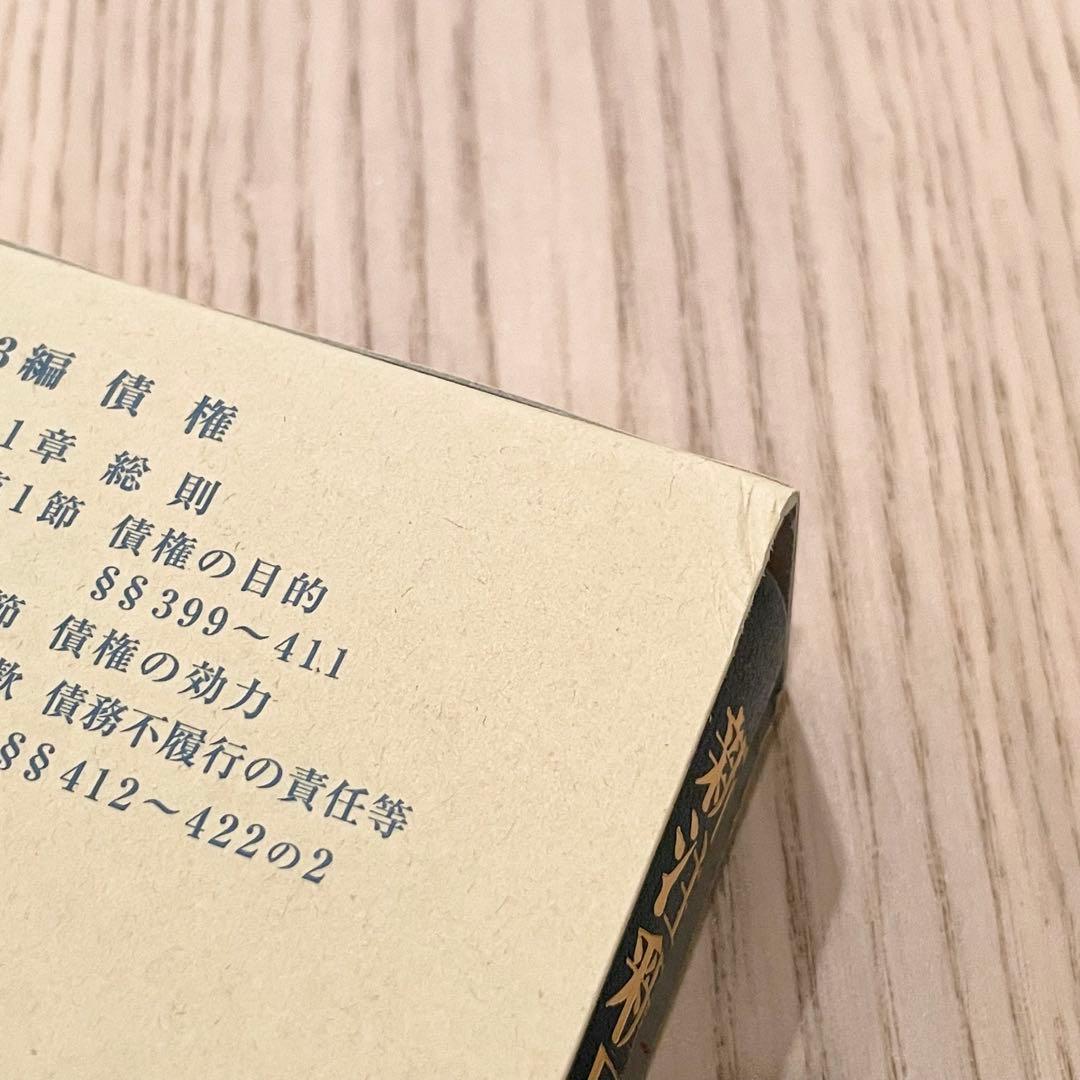 3編 債権
1章 総則
第1節 債権の目的
§§399～411
節 債権の効力
款 債務不履行の責任等
§§412～422の2